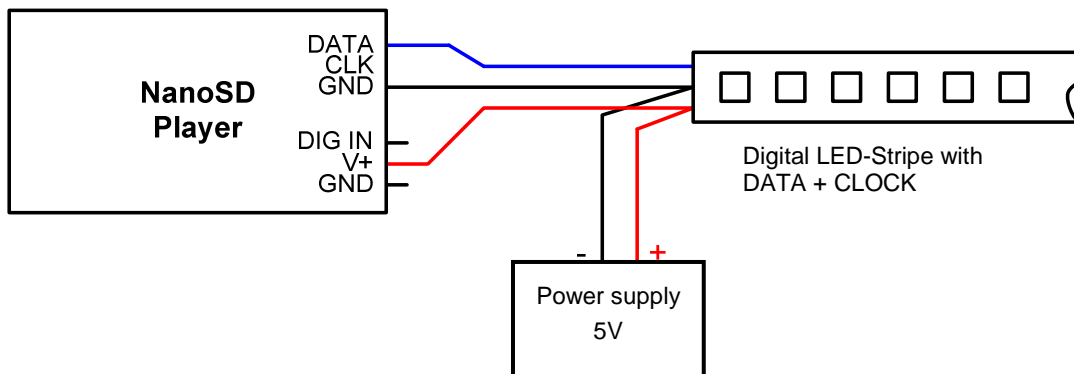 DATA
CLK
GND
NanoSD
Player
DIG IN
V+
GND
Digital LED-Stripe with
DATA + CLOCK
- +
Power supply
5V